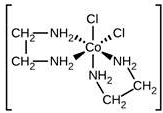 Cl
CH₂—NH₂ Cl
Co
CH₂—NH₂ NH₂
NH₂ CH₂
CH₂